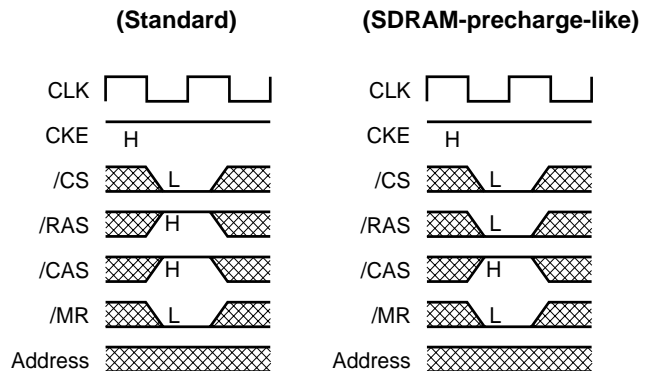 (Standard) (SDRAM-precharge-like)
CLK CLK
CKE H CKE H
/CS L /CS L
/RAS H /RAS L
/CAS H /CAS H
/MR L /MR L
Address Address